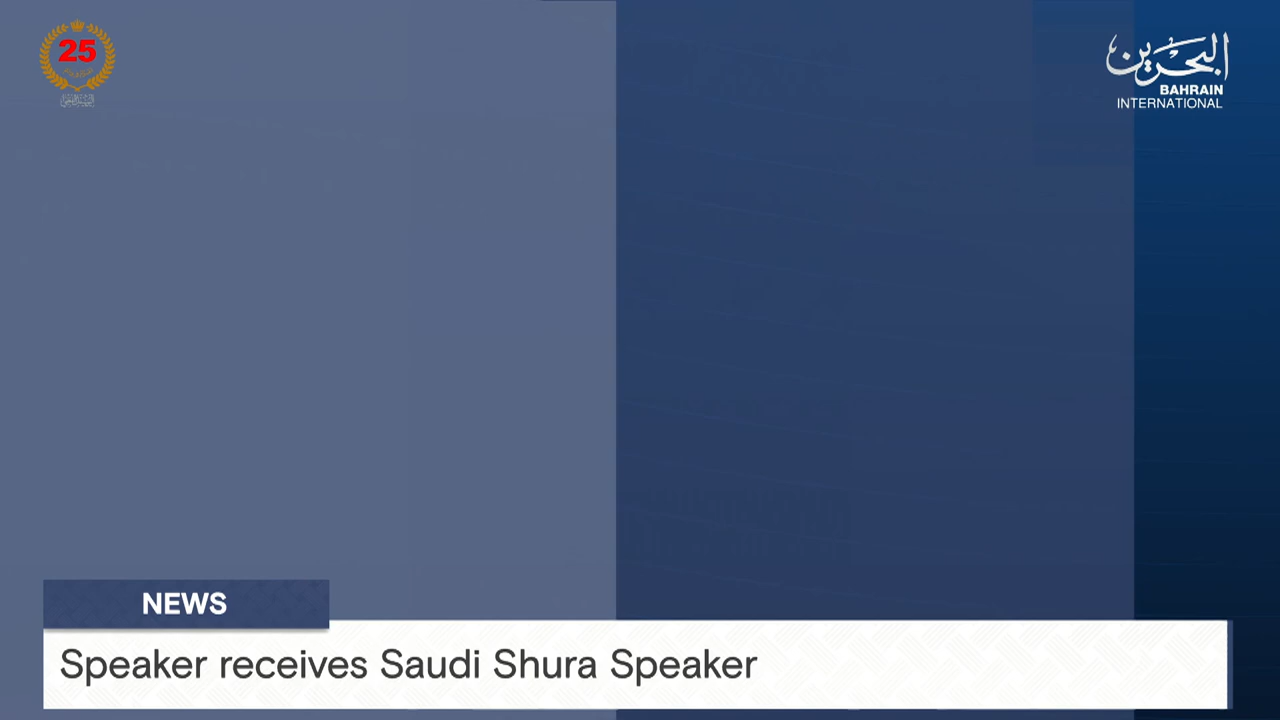 25
البحرين
BAHRAIN
INTERNATIONAL
NEWS
Speaker receives Saudi Shura Speaker